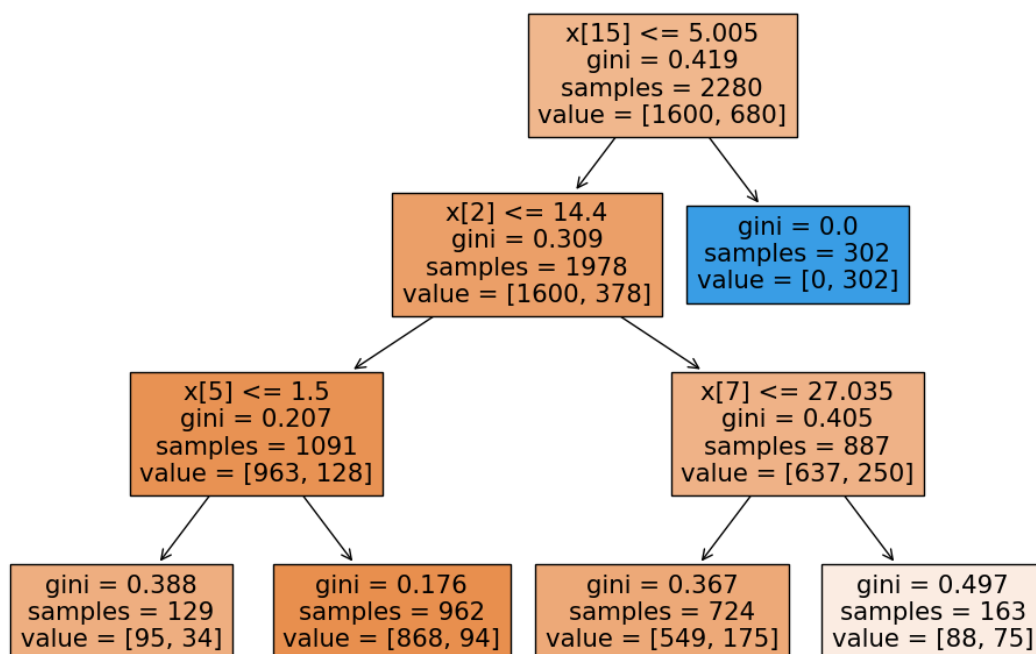 x[15] <= 5.005
gini = 0.419
samples = 2280
value = [1600, 680]
x[2] <= 14.4
gini = 0.309
samples = 1978
value = [1600, 378]
gini = 0.0
samples = 302
value = [0, 302]
x[5] <= 1.5
gini = 0.207
samples = 1091
value = [963, 128]
x[7] <= 27.035
gini = 0.405
samples = 887
value = [637, 250]
gini = 0.388
samples = 129
value = [95, 34]
gini = 0.176
samples = 962
value = [868, 94]
gini = 0.367
samples = 724
value = [549, 175]
gini = 0.497
samples = 163
value = [88, 75]